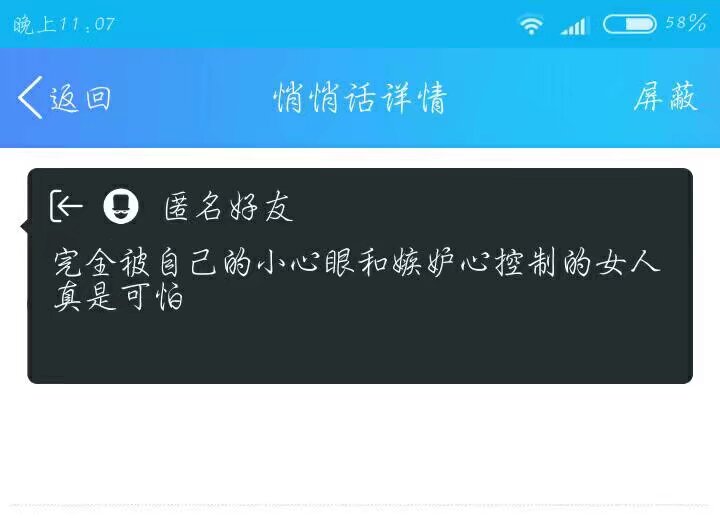 晚上11:07
58%
返回
悄悄话详情
屏蔽
匿名好友
完全被自己的小心眼和嫉妒心控制的女人
真是可怕